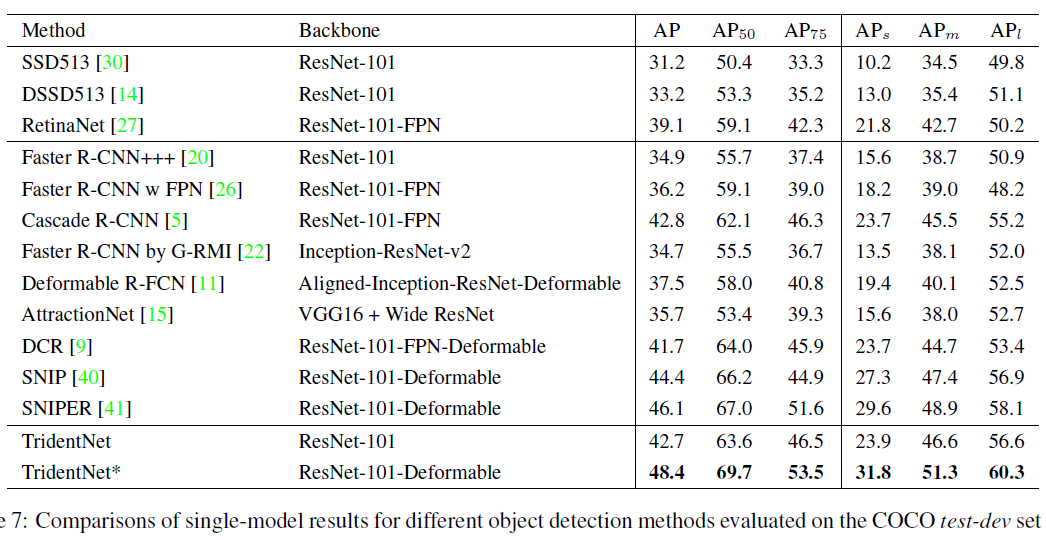 Method Backbone AP AP50 AP75 APs APm APl
SSD513 [30] ResNet-101 31.2 50.4 33.3 10.2 34.5 49.8
DSSD513 [14] ResNet-101 33.2 53.3 35.2 13.0 35.4 51.1
RetinaNet [27] ResNet-101-FPN 39.1 59.1 42.3 21.8 42.7 50.2
Faster R-CNN+++ [20] ResNet-101 34.9 55.7 37.4 15.6 38.7 50.9
Faster R-CNN w FPN [26] ResNet-101-FPN 36.2 59.1 39.0 18.2 39.0 48.2
Cascade R-CNN [5] ResNet-101-FPN 42.8 62.1 46.3 23.7 45.5 55.2
Faster R-CNN by G-RMI [22] Inception-ResNet-v2 34.7 55.5 36.7 13.5 38.1 52.0
Deformable R-FCN [11] Aligned-Inception-ResNet-Deformable 37.5 58.0 40.8 19.4 40.1 52.5
AttractionNet [15] VGG16 + Wide ResNet 35.7 53.4 39.3 15.6 38.0 52.7
DCR [9] ResNet-101-FPN-Deformable 41.7 64.0 45.9 23.7 44.7 53.4
SNIP [40] ResNet-101-Deformable 44.4 66.2 44.9 27.3 47.4 56.9
SNIPER [41] ResNet-101-Deformable 46.1 67.0 51.6 29.6 48.9 58.1
TridentNet ResNet-101 42.7 63.6 46.5 23.9 46.6 56.6
TridentNet* ResNet-101-Deformable 48.4 69.7 53.5 31.8 51.3 60.3
e 7: Comparisons of single-model results for different object detection methods evaluated on the COCO test-dev set